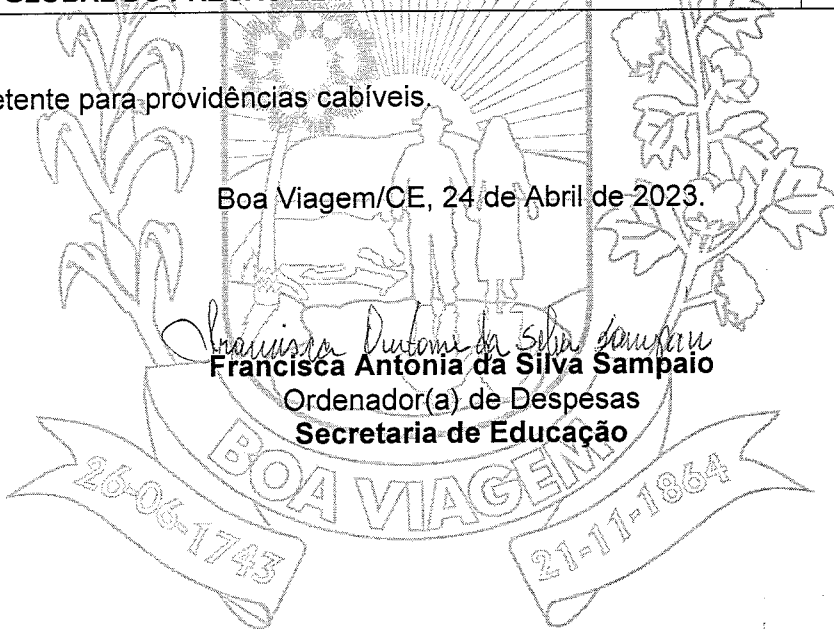 etente para providências cabíveis.
Boa Viagem/CE, 24 de Abril de 2023.
Francisca Antonia da Silva Sampaio
Francisca Antonia da Silva Sampaio
Ordenador(a) de Despesas
Secretaria de Educação
BOA VIAGEM
26-06-1743
21-11-1864